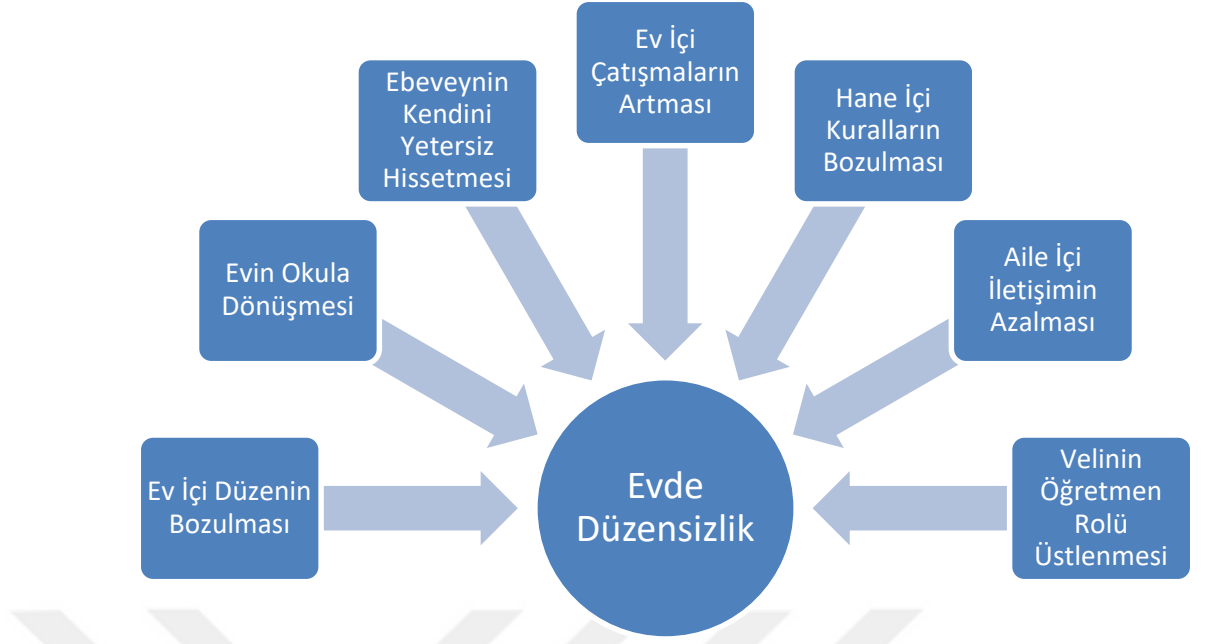 Ev İçi
Çatışmaların
Artması
Ebeveynin
Kendini
Yetersiz
Hissetmesi
Hane İçi
Kuralların
Bozulması
Evin Okula
Dönüşmesi
Aile İçi
İletişimin
Azalması
Ev İçi Düzenin
Bozulması
Evde
Düzensizlik
Velinin
Öğretmen
Rolü
Üstlenmesi